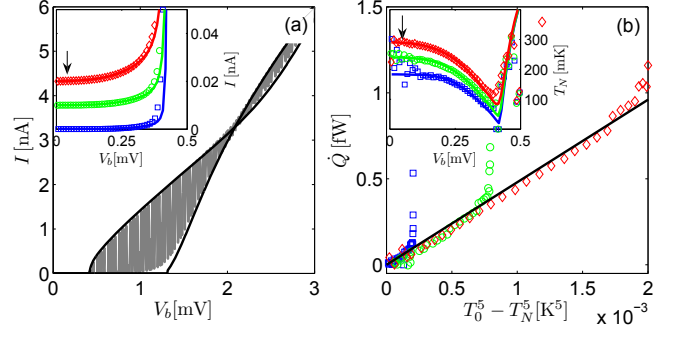 (a)
I [nA]
6
5
4
3
2
1
0
0
1
2
3
V_b[mV]
I [nA]
0.04
0.02
0
0
0.25
0.5
V_b[mV]
(b)
Q̇ [fW]
1.5
1
0.5
0
0
0.5
1
1.5
2
x 10⁻³
T_0^5 − T_N^5[K^5]
T_N [mK]
300
200
100
0
0.25
0.5
V_b[mV]